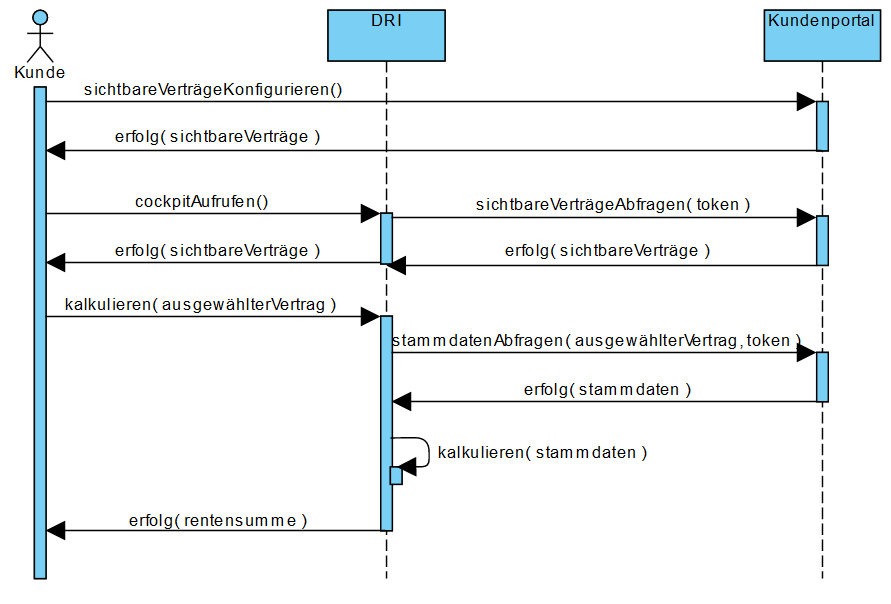 DRI
Kundenportal
Kunde
sichtbareVerträgeKonfigurieren()
erfolg( sichtbareVerträge )
cockpitAufrufen()
sichtbareVerträgeAbfragen( token )
erfolg( sichtbareVerträge )
erfolg( sichtbareVerträge )
kalkulieren( ausgewählterVertrag )
stammdatenAbfragen( ausgewählterVertrag, token )
erfolg( stammdaten )
kalkulieren( stammdaten )
erfolg( rentensumme )